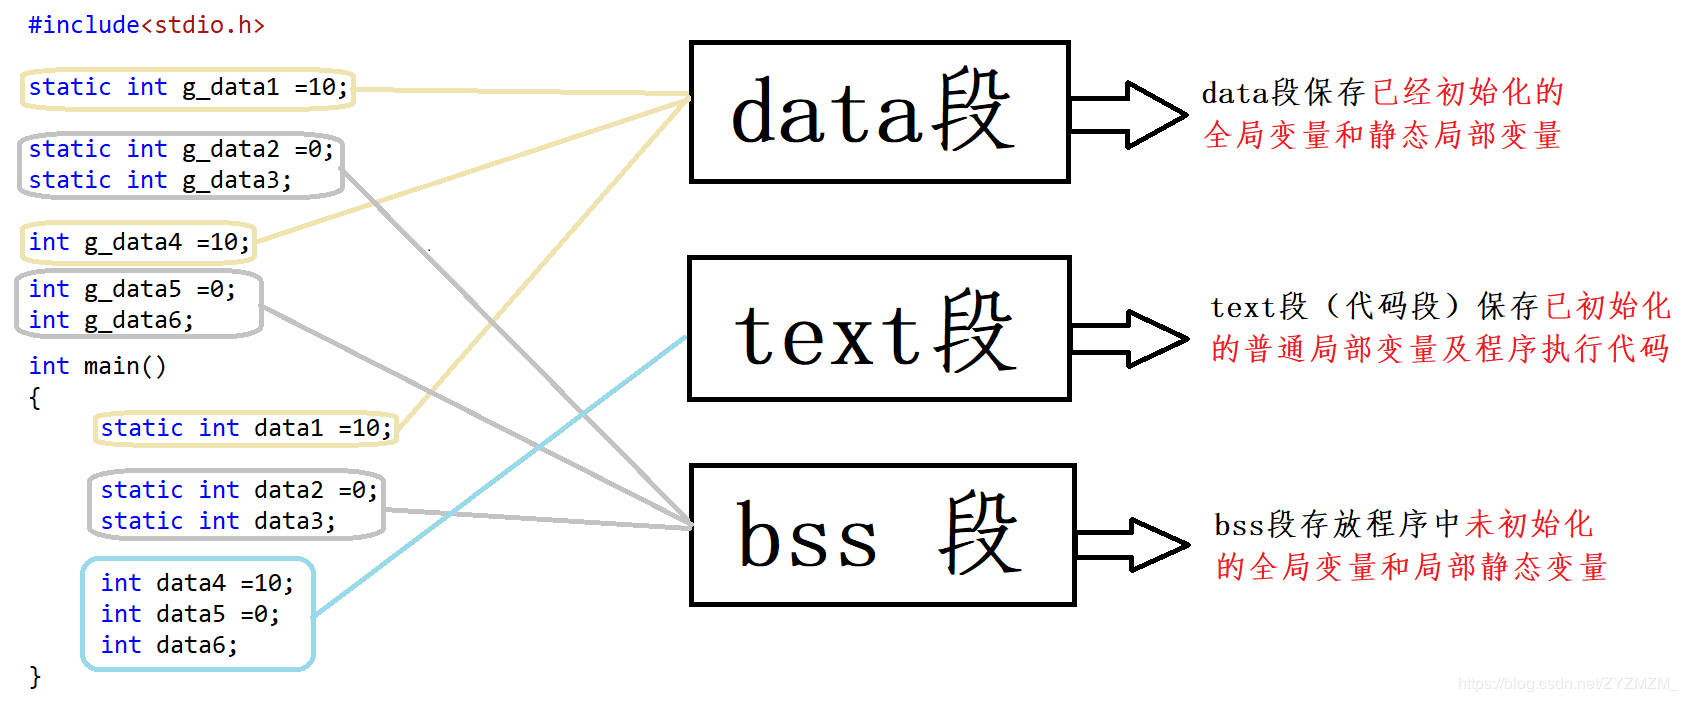 #include<stdio.h>
static int g_data1 =10;
static int g_data2 =0;
static int g_data3;
int g_data4 =10;
int g_data5 =0;
int g_data6;
int main()
{
static int data1 =10;
static int data2 =0;
static int data3;
int data4 =10;
int data5 =0;
int data6;
}
data段
data段保存已经初始化的
全局变量和静态局部变量
text段
text段（代码段）保存已初始化
的普通局部变量及程序执行代码
bss 段
bss段存放程序中未初始化
的全局变量和局部静态变量
https://blog.csdn.net/ZYZMZM_